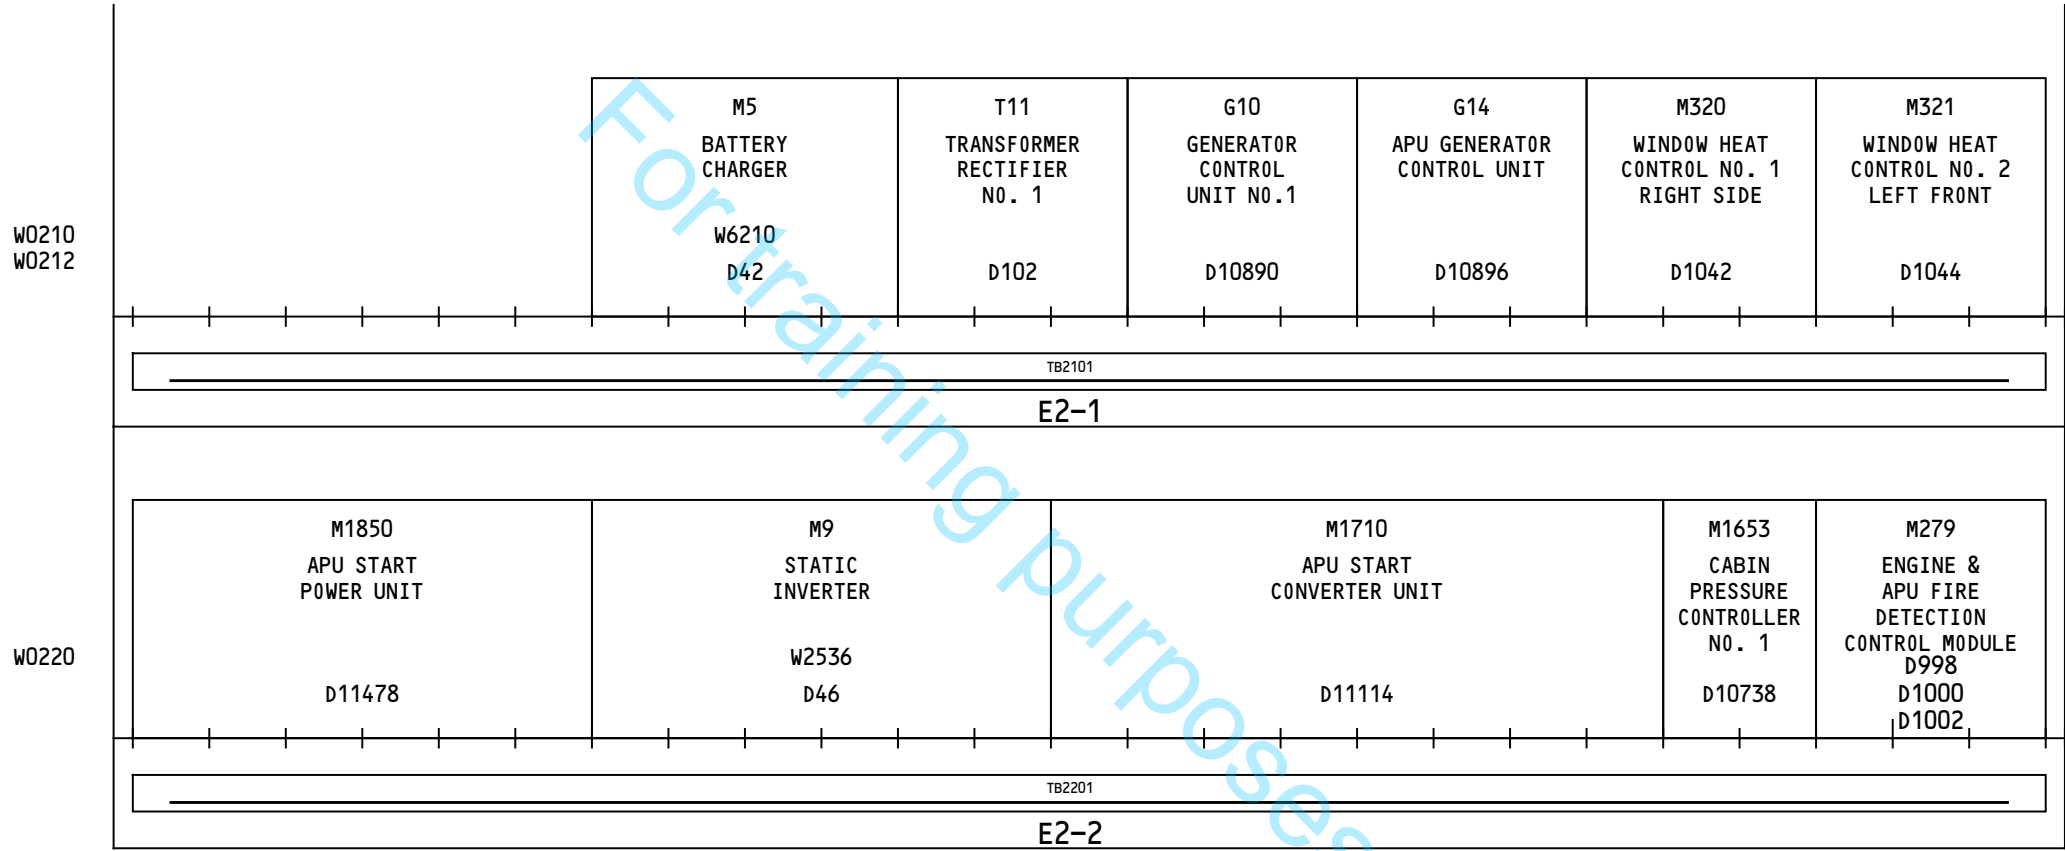 W0210
W0212
M5
BATTERY
CHARGER
W6210
D42
T11
TRANSFORMER
RECTIFIER
NO. 1
D102
G10
GENERATOR
CONTROL
UNIT NO.1
D10890
G14
APU GENERATOR
CONTROL UNIT
D10896
M320
WINDOW HEAT
CONTROL NO. 1
RIGHT SIDE
D1042
M321
WINDOW HEAT
CONTROL NO. 2
LEFT FRONT
D1044
TB2101
E2-1
W0220
M1850
APU START
POWER UNIT
D11478
M9
STATIC
INVERTER
W2536
D46
M1710
APU START
CONVERTER UNIT
D11114
M1653
CABIN
PRESSURE
CONTROLLER
NO. 1
D10738
M279
ENGINE &
APU FIRE
DETECTION
CONTROL MODULE
D998
D1000
D1002
TB2201
E2-2
For training purposes